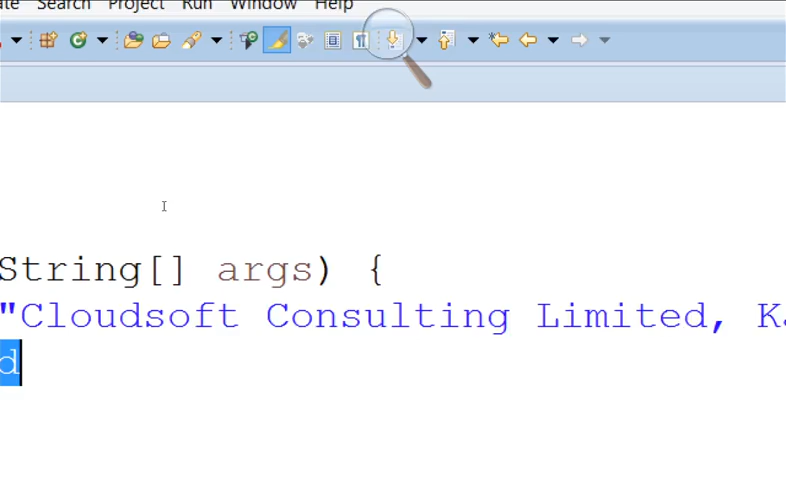 Search Project Run Window Help
String[] args) {
"Cloudsoft Consulting Limited,
d